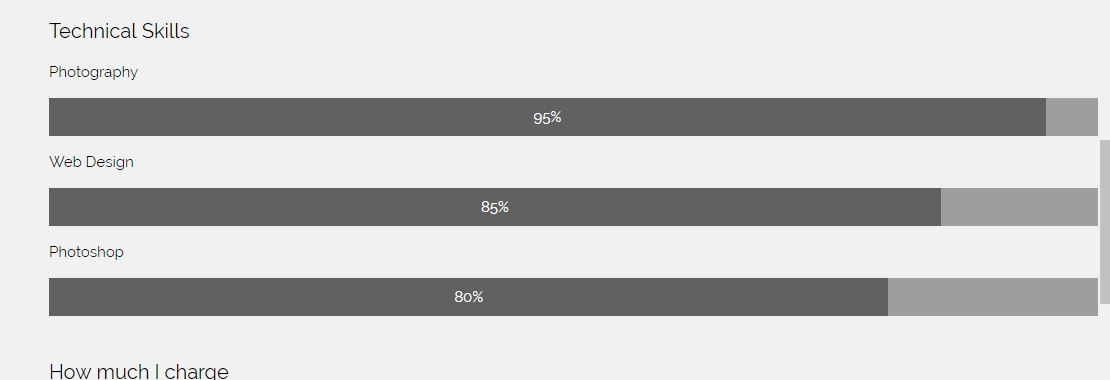 Technical Skills
Photography
95%
Web Design
85%
Photoshop
80%
How much I charge